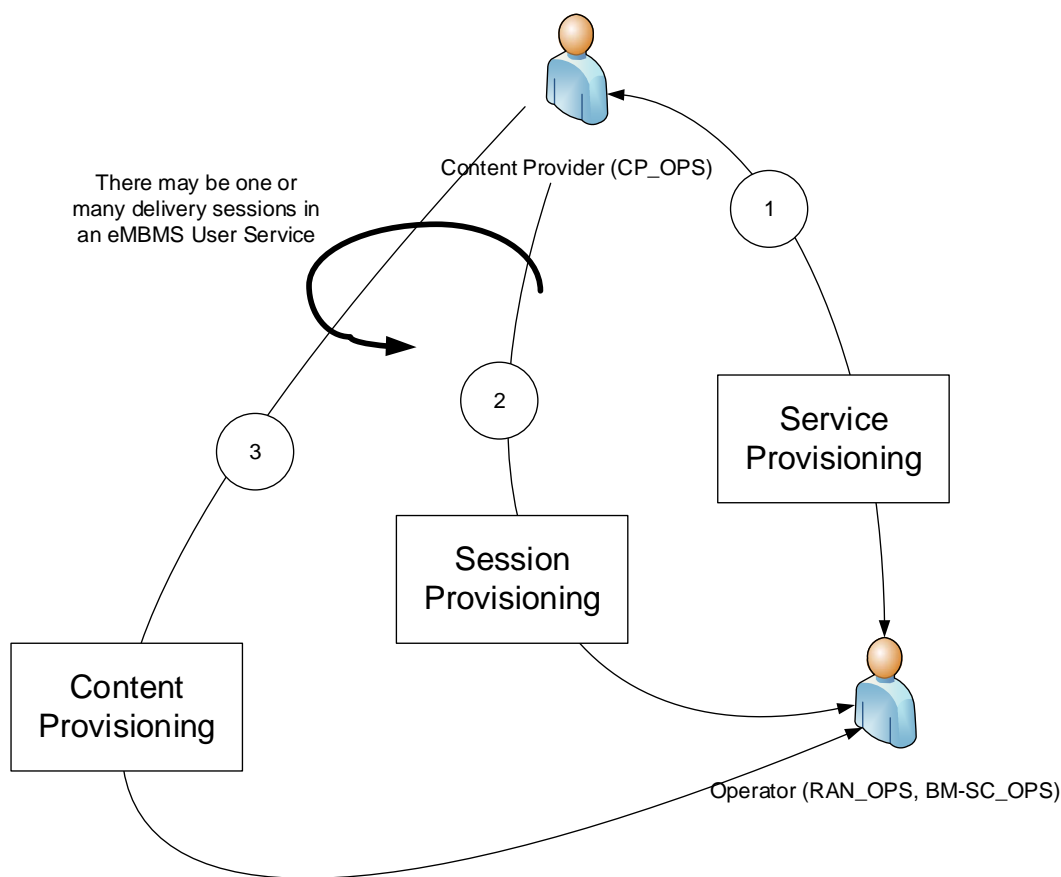 Content Provider (CP_OPS)
There may be one or
many delivery sessions in
an eMBMS User Service
1
2
3
Service
Provisioning
Session
Provisioning
Content
Provisioning
Operator (RAN_OPS, BM-SC_OPS)